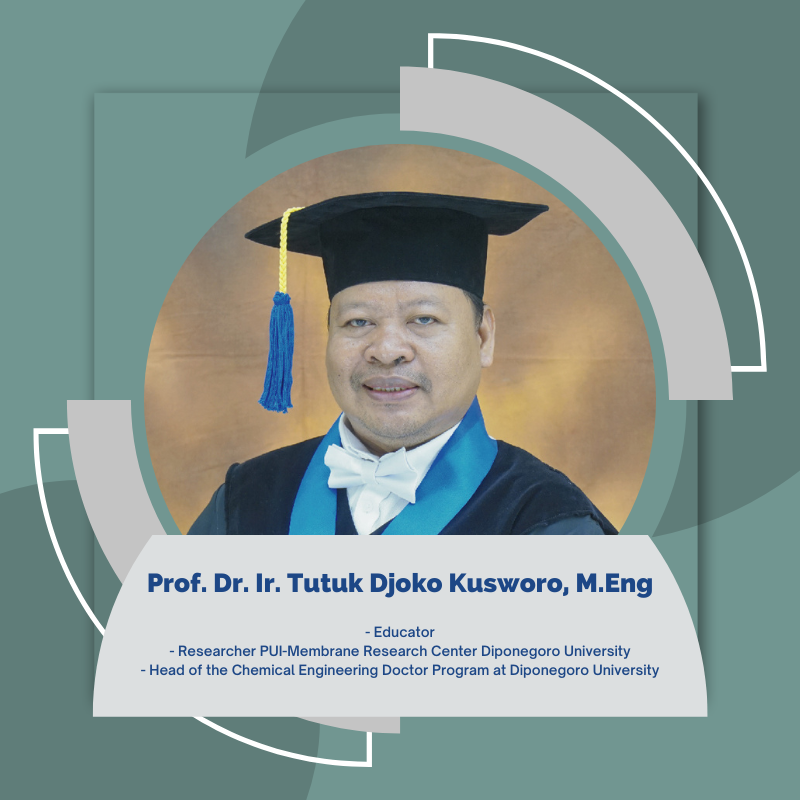 Prof. Dr. Ir. Tutuk Djoko Kusworo, M.Eng
- Educator
- Researcher PUI-Membrane Research Center Diponegoro University
- Head of the Chemical Engineering Doctor Program at Diponegoro University